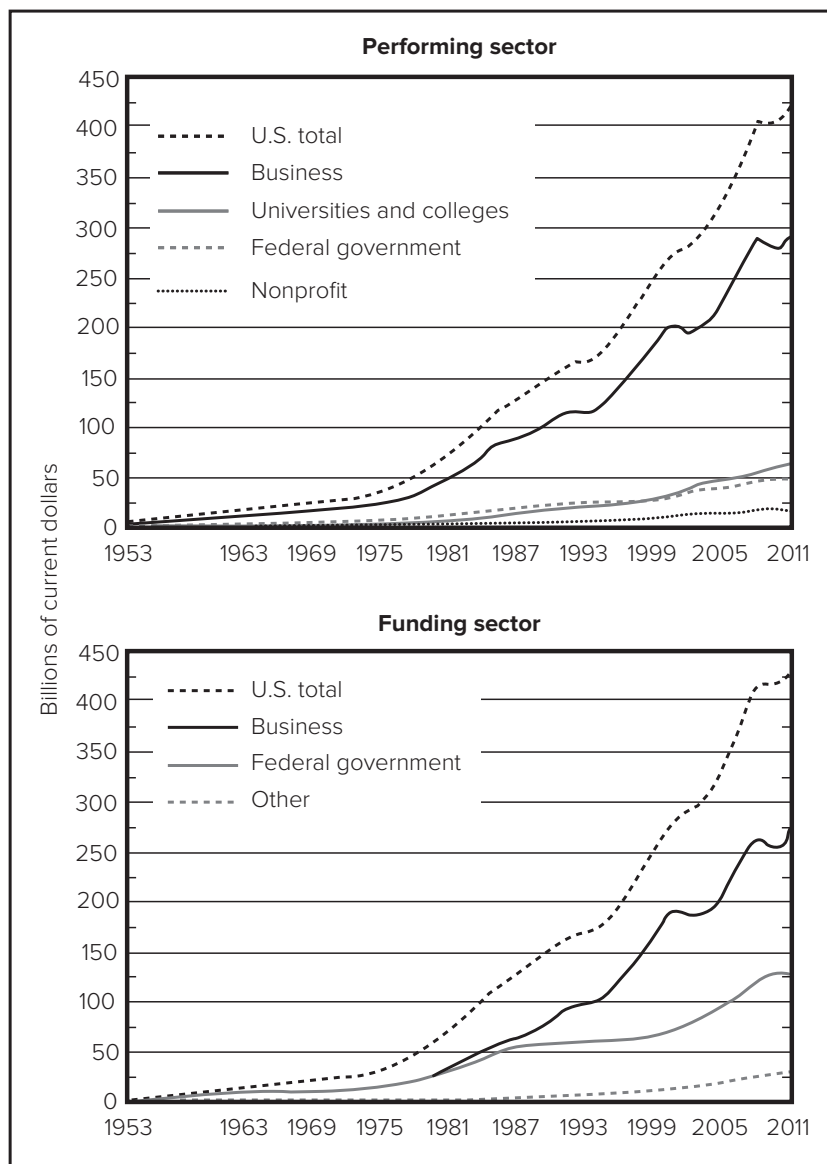 Performing sector
450
400
350
300
250
200
150
100
50
0
U.S. total
Business
Universities and colleges
Federal government
Nonprofit
1953 1963 1969 1975 1981 1987 1993 1999 2005 2011
Billions of current dollars
Funding sector
450
400
350
300
250
200
150
100
50
0
U.S. total
Business
Federal government
Other
1953 1963 1969 1975 1981 1987 1993 1999 2005 2011